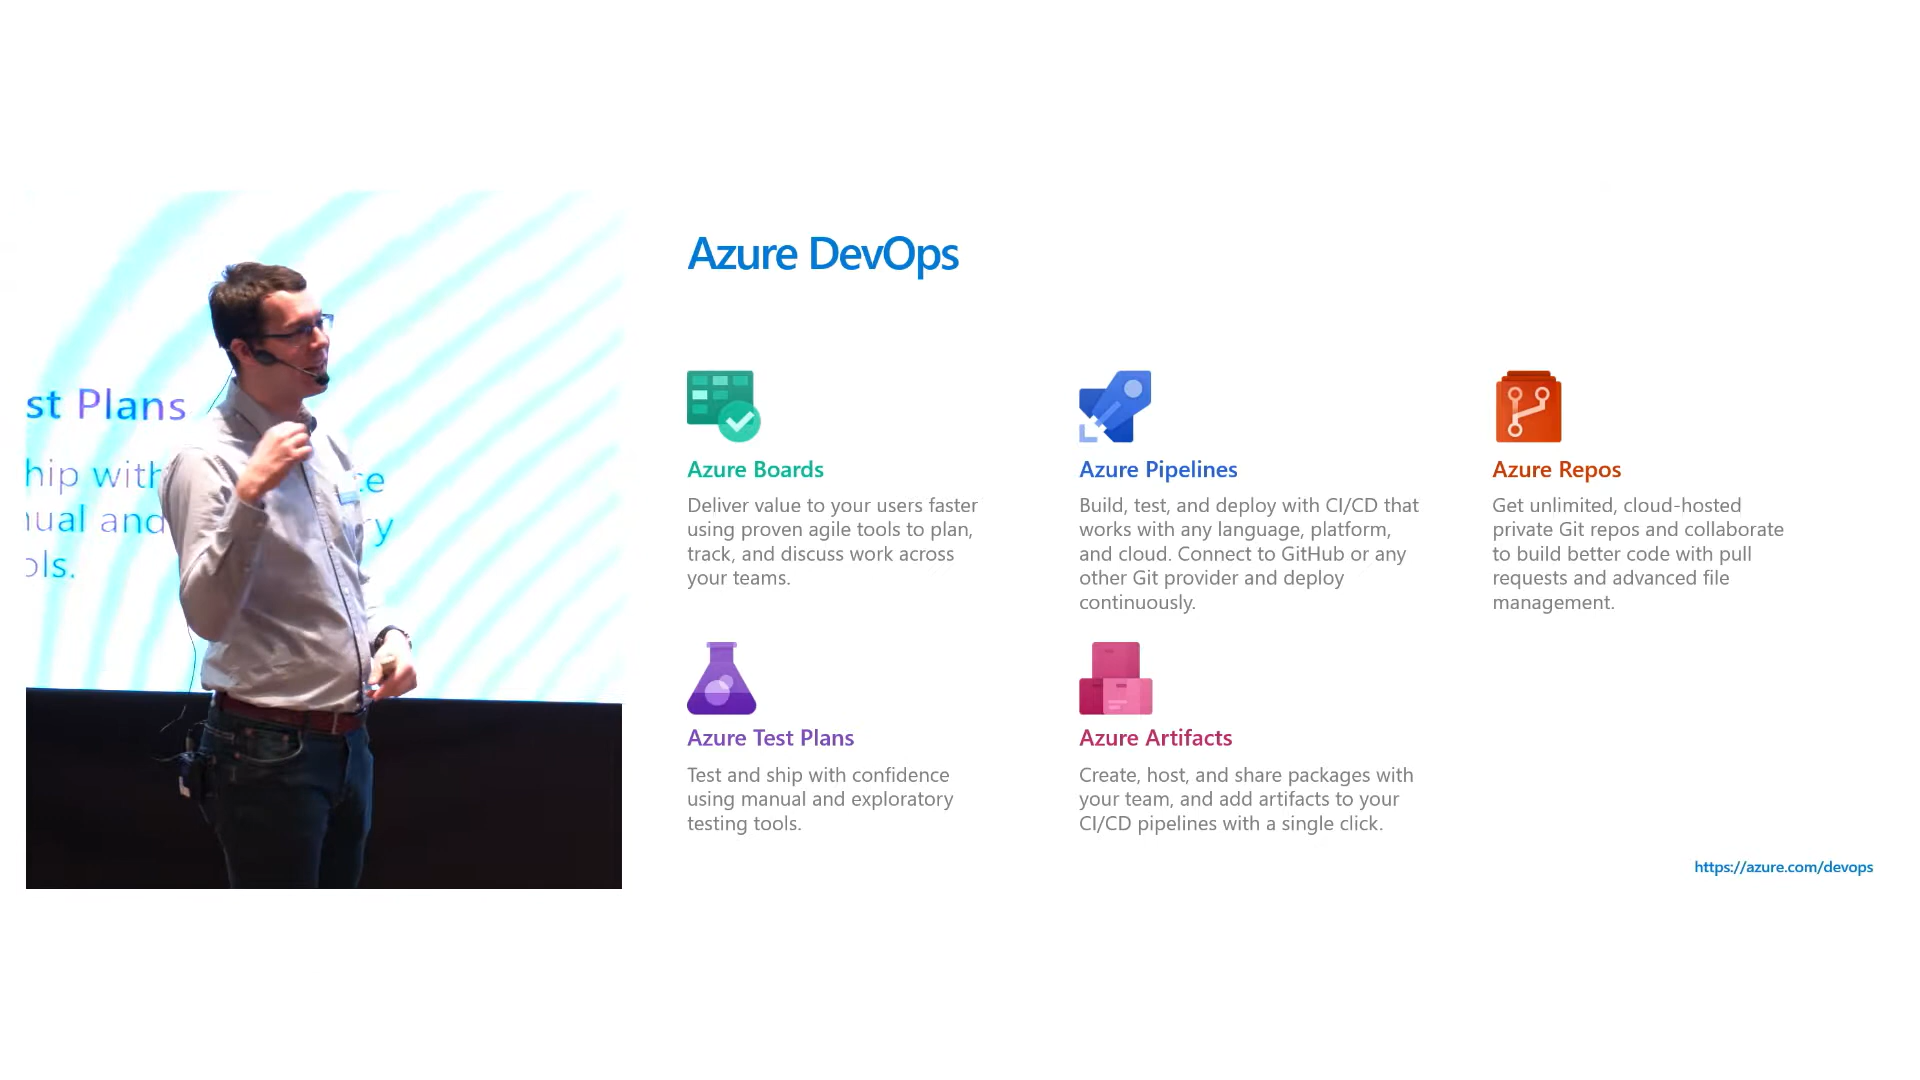 st Plans
ols.
Azure DevOps
Azure Boards
Deliver value to your users faster
using proven agile tools to plan,
track, and discuss work across
your teams.
Azure Pipelines
Build, test, and deploy with CI/CD that
works with any language, platform,
and cloud. Connect to GitHub or any
other Git provider and deploy
continuously.
Azure Repos
Get unlimited, cloud-hosted
private Git repos and collaborate
to build better code with pull
requests and advanced file
management.
Azure Test Plans
Test and ship with confidence
using manual and exploratory
testing tools.
Azure Artifacts
Create, host, and share packages with
your team, and add artifacts to your
CI/CD pipelines with a single click.
https://azure.com/devops